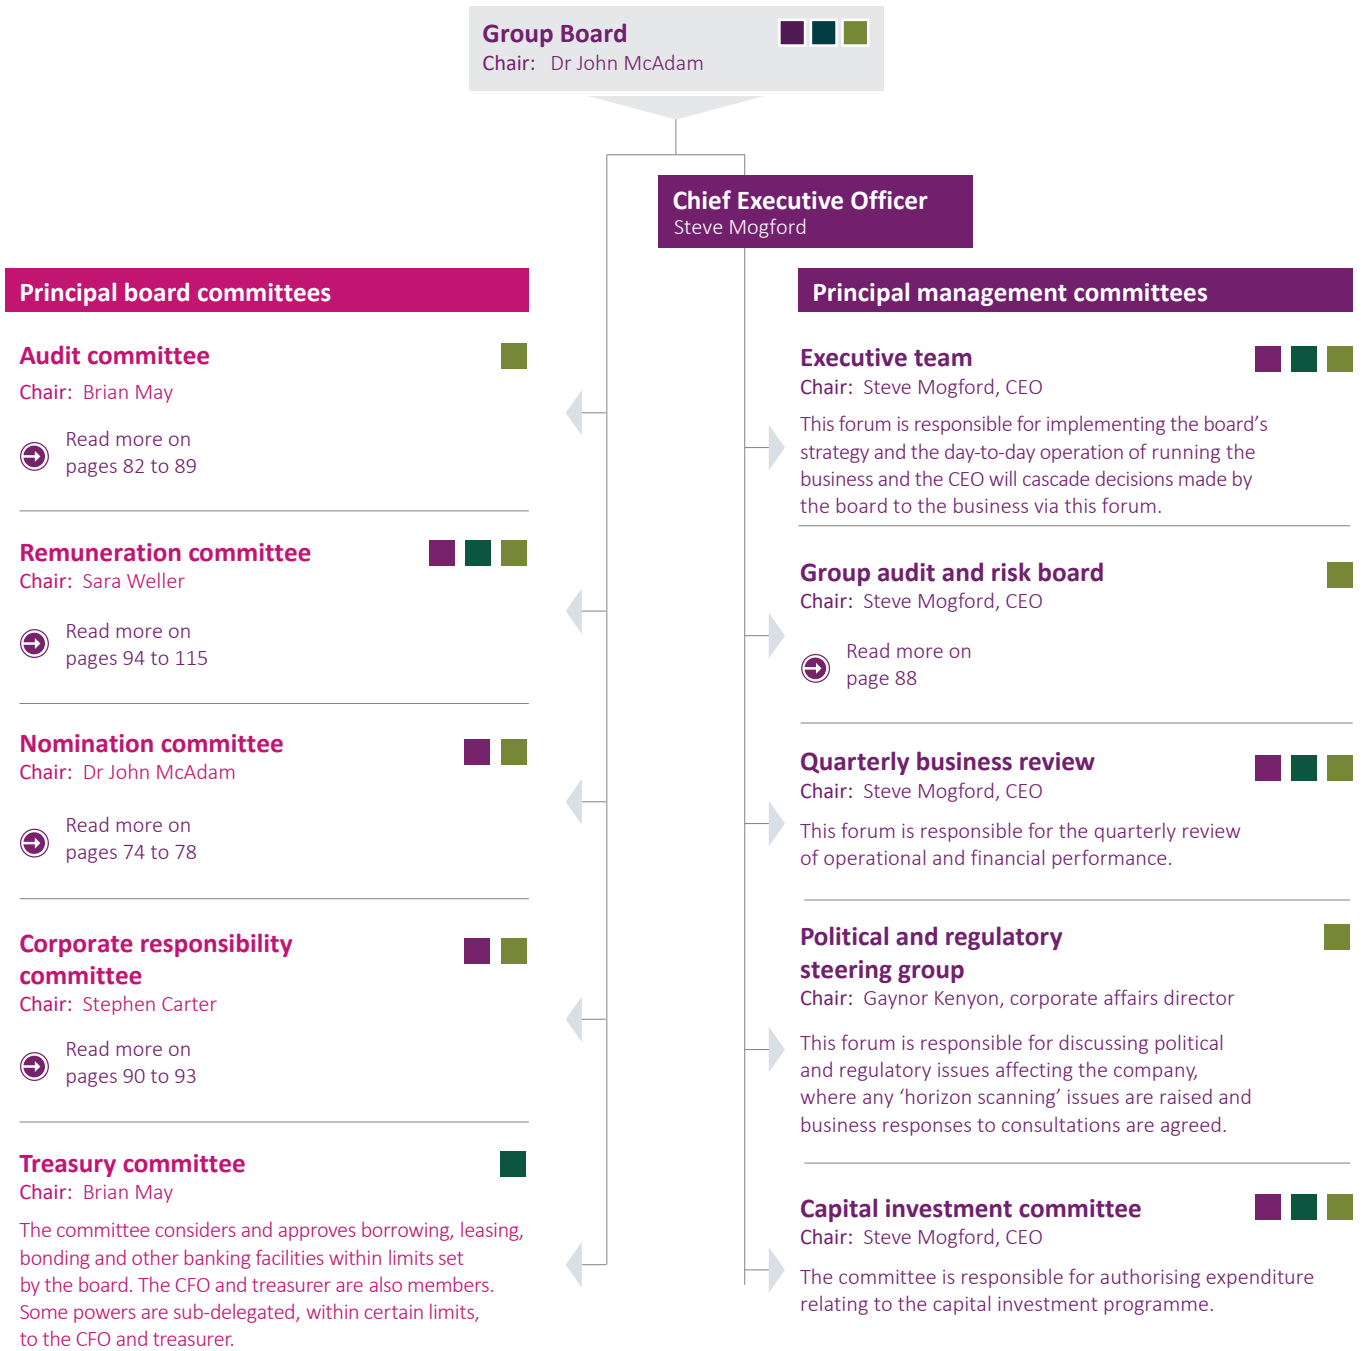 Group Board
Chair: Dr John McAdam
Chief Executive Officer
Steve Mogford
Principal board committees
Audit committee
Chair: Brian May
Read more on
pages 82 to 89
Remuneration committee
Chair: Sara Weller
Read more on
pages 94 to 115
Nomination committee
Chair: Dr John McAdam
Read more on
pages 74 to 78
Corporate responsibility
committee
Chair: Stephen Carter
Read more on
pages 90 to 93
Treasury committee
Chair: Brian May
The committee considers and approves borrowing, leasing,
bonding and other banking facilities within limits set
by the board. The CFO and treasurer are also members.
Some powers are sub-delegated, within certain limits,
to the CFO and treasurer.
Principal management committees
Executive team
Chair: Steve Mogford, CEO
This forum is responsible for implementing the board’s
strategy and the day-to-day operation of running the
business and the CEO will cascade decisions made by
the board to the business via this forum.
Group audit and risk board
Chair: Steve Mogford, CEO
Read more on
page 88
Quarterly business review
Chair: Steve Mogford, CEO
This forum is responsible for the quarterly review
of operational and financial performance.
Political and regulatory
steering group
Chair: Gaynor Kenyon, corporate affairs director
This forum is responsible for discussing political
and regulatory issues affecting the company,
where any ‘horizon scanning’ issues are raised and
business responses to consultations are agreed.
Capital investment committee
Chair: Steve Mogford, CEO
The committee is responsible for authorising expenditure
relating to the capital investment programme.